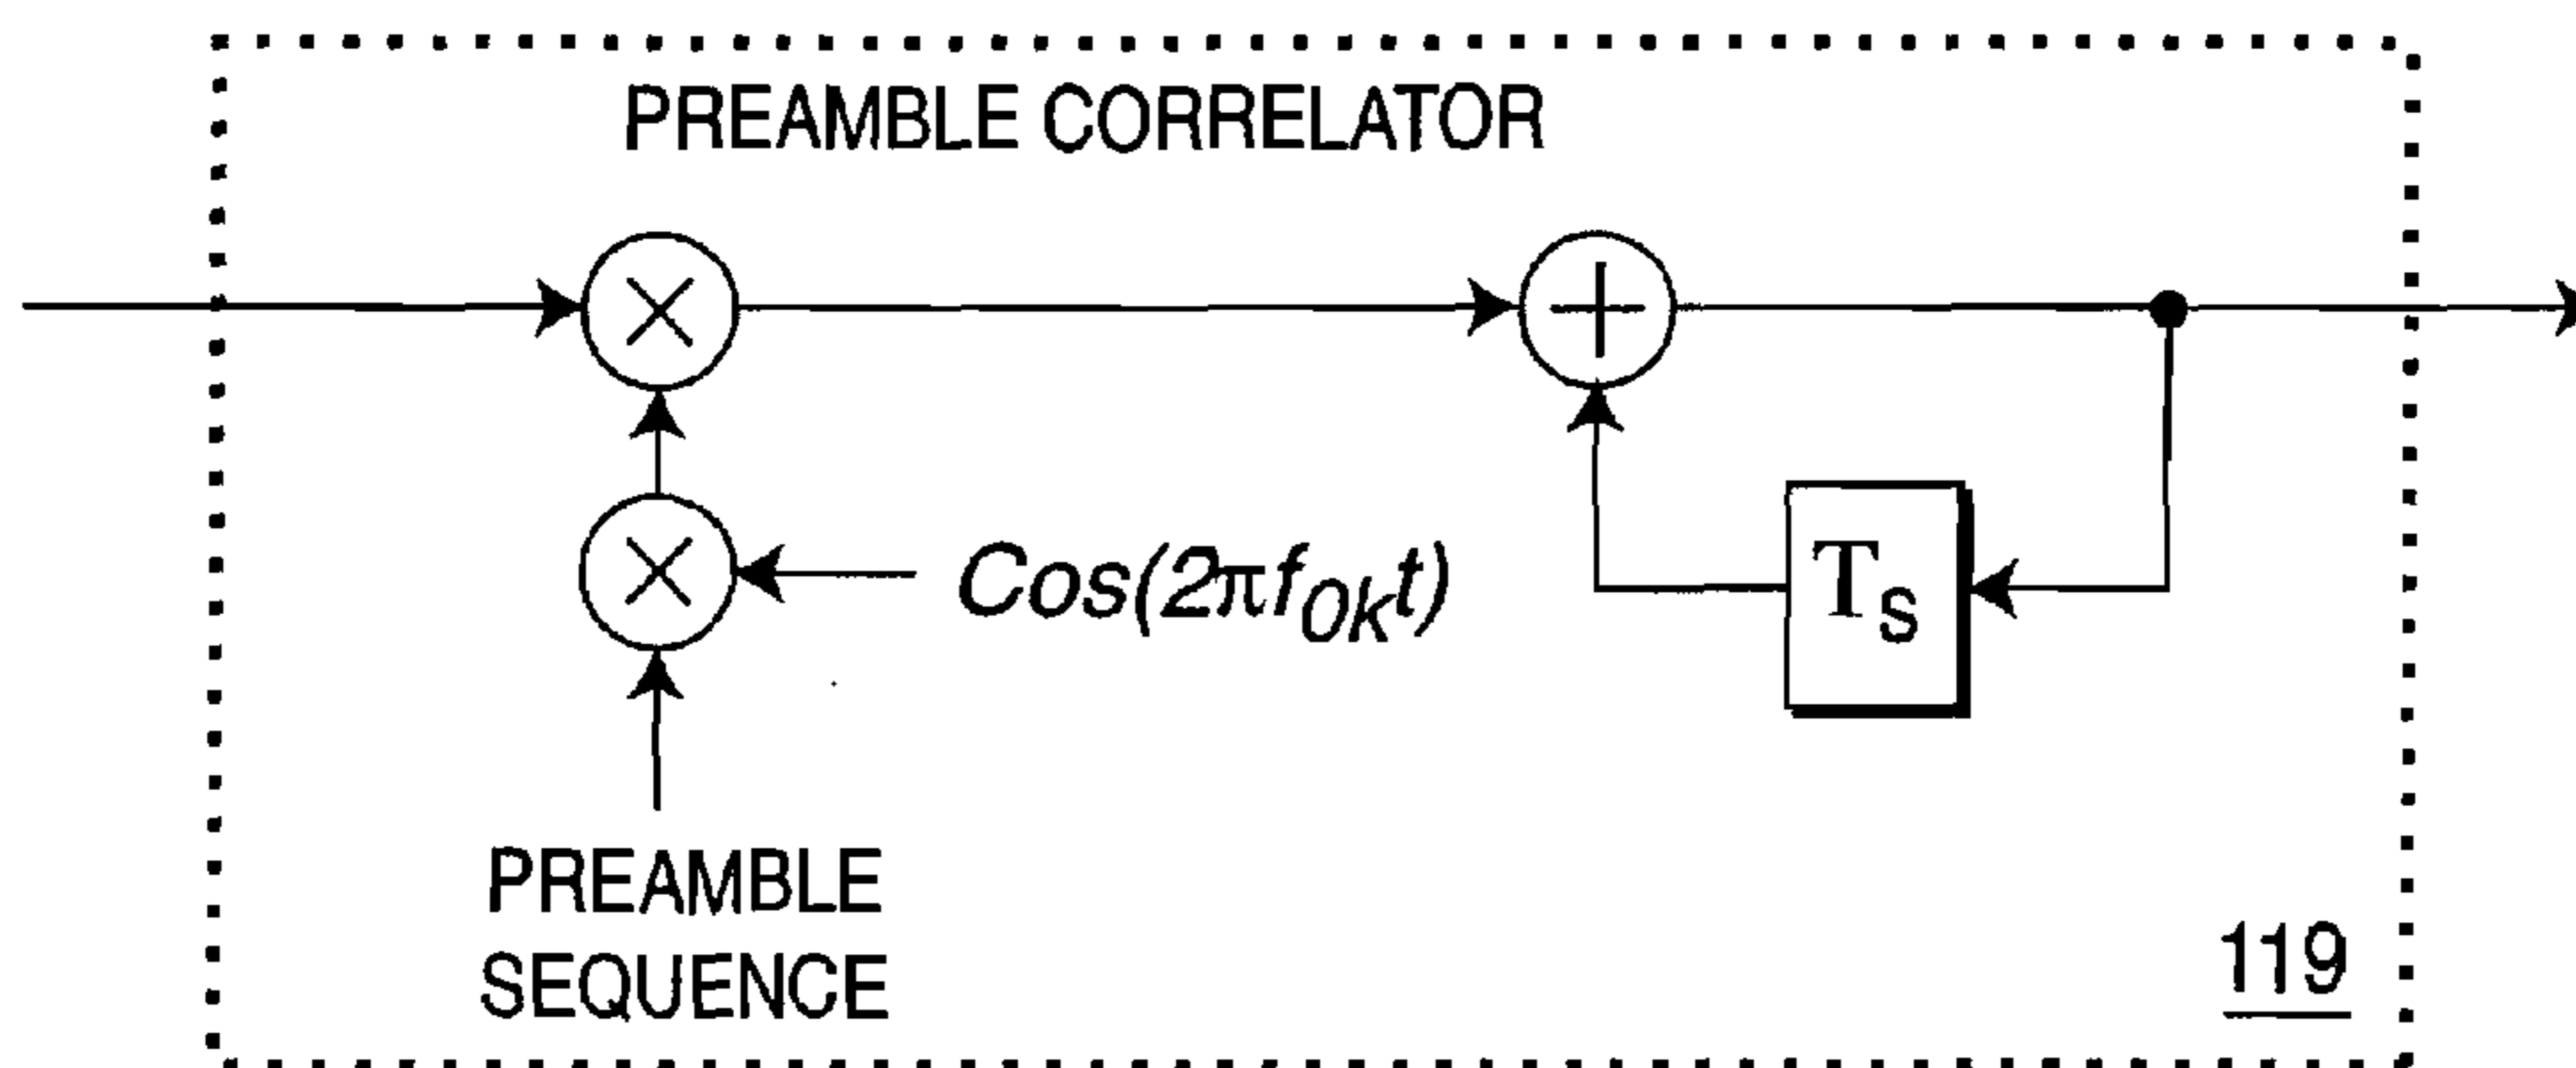 PREAMBLE CORRELATOR
Cos(2πf0kt)
TS
PREAMBLE
SEQUENCE
119